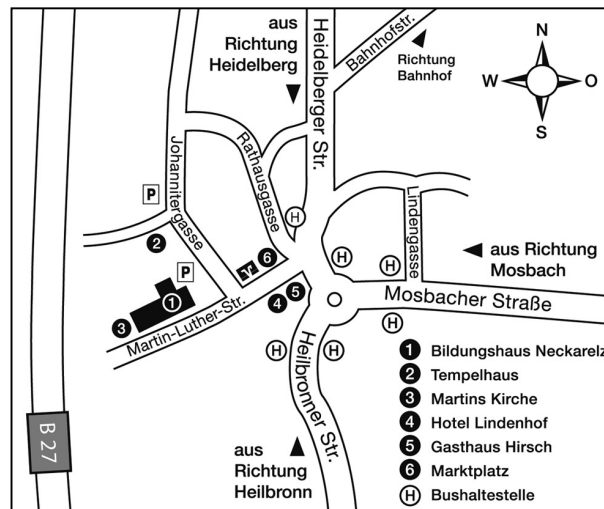 aus
Richtung
Heidelberg
Heidelberger Str.
Bahnhofstr.
Richtung
Bahnhof
N
W
O
S
Johannitergasse
Rathausgasse
Lindengasse
P
H
2
6
H
H
aus Richtung
Mosbach
P
1
5
4
3
Martin-Luther-Str.
Mosbacher Straße
H
H
H
Heilbronner Str.
B 27
aus
Richtung
Heilbronn
1 Bildungshaus Neckarelz
2 Tempelhaus
3 Martins Kirche
4 Hotel Lindenhof
5 Gasthaus Hirsch
6 Marktplatz
H Bushaltestelle